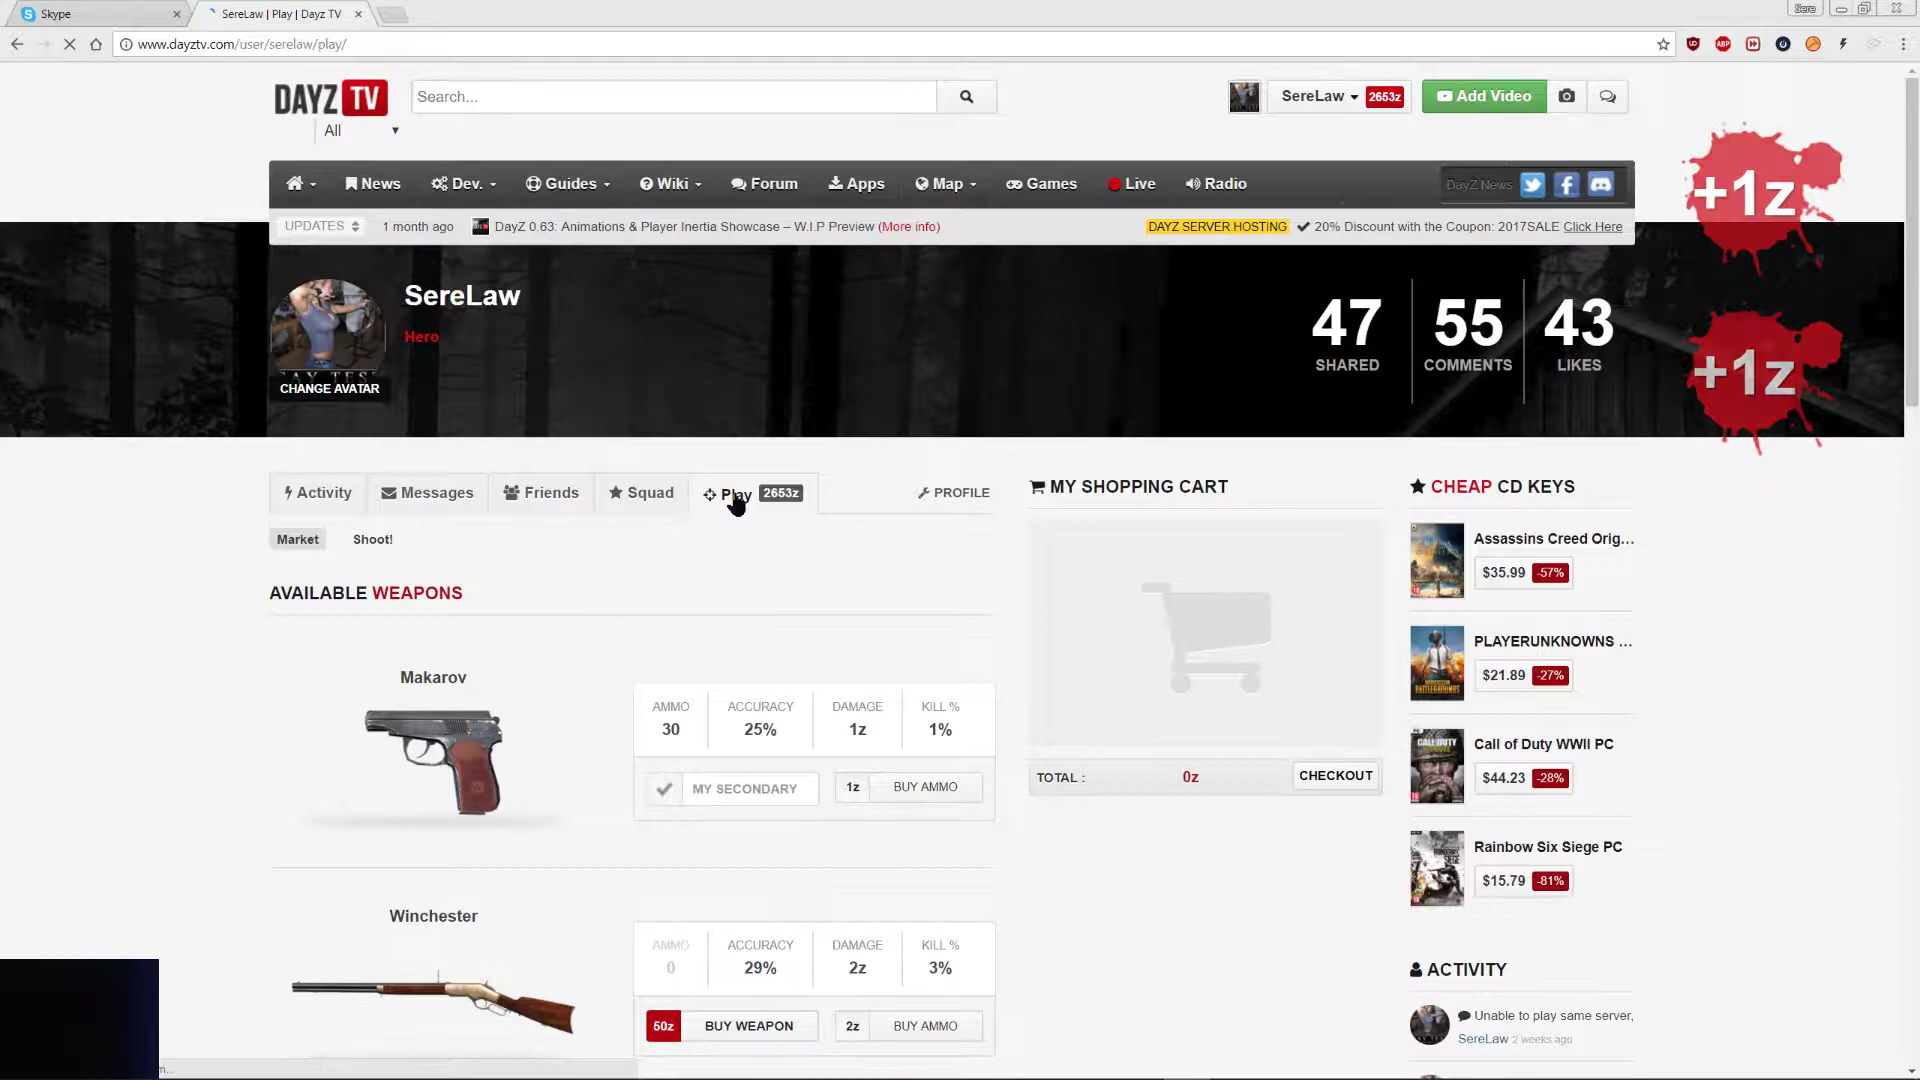 Skype
SereLaw | Play | Dayz TV
Sere
www.dayztv.com/user/serelaw/play/
DAYZ TV
Search...
SereLaw 2653z
Add Video
All
News
Dev.
Guides
Wiki
Forum
Apps
Map
Games
Live
Radio
DayZ News
+1z
UPDATES
1 month ago
DayZ 0.63: Animations & Player Inertia Showcase – W.I.P Preview (More info)
DAYZ SERVER HOSTING
20% Discount with the Coupon: 2017SALE Click Here
SereLaw
Hero
CHANGE AVATAR
47
SHARED
55
COMMENTS
43
LIKES
+1z
Activity
Messages
Friends
Squad
Play 2653z
PROFILE
Market
Shoot!
AVAILABLE WEAPONS
Makarov
AMMO
30
ACCURACY
25%
DAMAGE
1z
KILL %
1%
MY SECONDARY
1z BUY AMMO
Winchester
AMMO
0
ACCURACY
29%
DAMAGE
2z
KILL %
3%
50z BUY WEAPON
2z BUY AMMO
MY SHOPPING CART
TOTAL : 0z
CHECKOUT
CHEAP CD KEYS
Assassins Creed Orig...
$35.99 -57%
PLAYERUNKNOWNS ...
$21.89 -27%
Call of Duty WWII PC
$44.23 -28%
Rainbow Six Siege PC
$15.79 -81%
ACTIVITY
Unable to play same server,
SereLaw 2 weeks ago